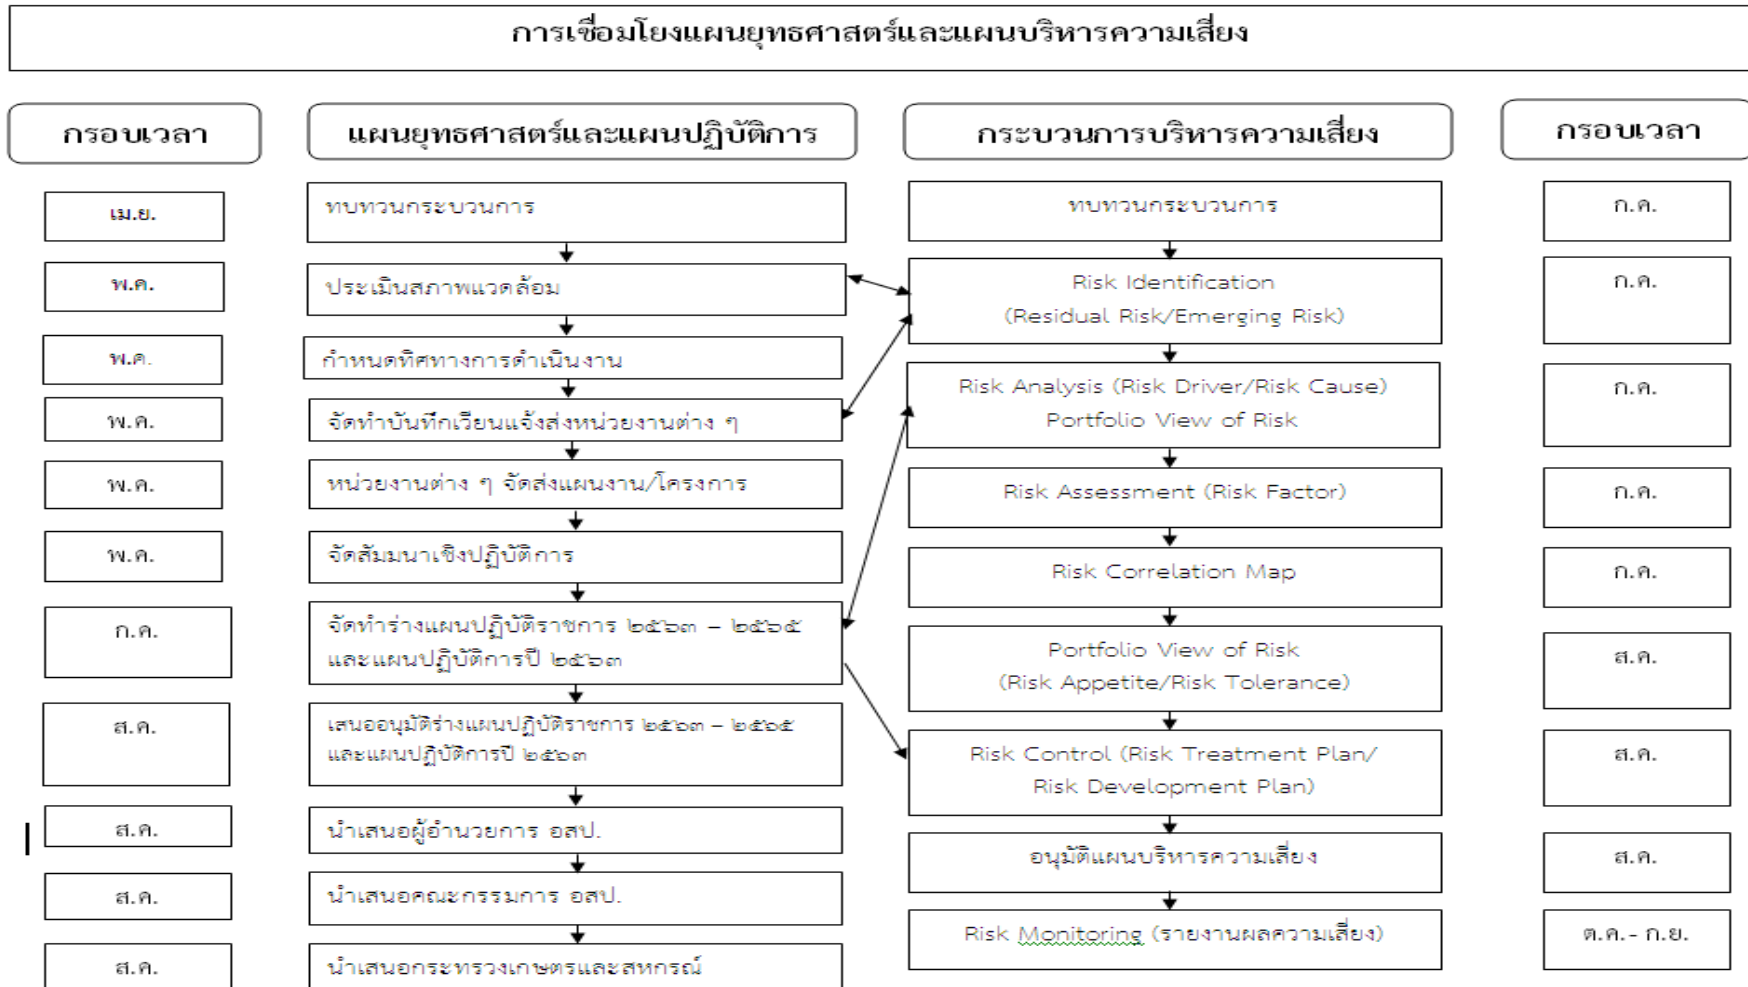 การเชื่อมโยงแผนยุทธศาสตร์และแผนบริหารความเสี่ยง
กรอบเวลา
แผนยุทธศาสตร์และแผนปฏิบัติการ
กระบวนการบริหารความเสี่ยง
กรอบเวลา
เม.ย.
ทบทวนกระบวนการ
ทบทวนกระบวนการ
ก.ค.
พ.ค.
ประเมินสภาพแวดล้อม
Risk Identification
(Residual Risk/Emerging Risk)
ก.ค.
พ.ค.
กำหนดทิศทางการดำเนินงาน
Risk Analysis (Risk Driver/Risk Cause)
Portfolio View of Risk
ก.ค.
พ.ค.
จัดทำบันทึกเวียนแจ้งส่งหน่วยงานต่าง ๆ
พ.ค.
หน่วยงานต่าง ๆ จัดส่งแผนงาน/โครงการ
Risk Assessment (Risk Factor)
ก.ค.
พ.ค.
จัดสัมมนาเชิงปฏิบัติการ
Risk Correlation Map
ก.ค.
ก.ค.
จัดทำร่างแผนปฏิบัติราชการ ๒๕๖๓ – ๒๕๖๕
และแผนปฏิบัติการปี ๒๕๖๓
Portfolio View of Risk
(Risk Appetite/Risk Tolerance)
ส.ค.
ส.ค.
เสนออนุมัติร่างแผนปฏิบัติราชการ ๒๕๖๓ – ๒๕๖๕
และแผนปฏิบัติการปี ๒๕๖๓
Risk Control (Risk Treatment Plan/
Risk Development Plan)
ส.ค.
ส.ค.
นำเสนอผู้อำนวยการ อสป.
อนุมัติแผนบริหารความเสี่ยง
ส.ค.
ส.ค.
นำเสนอคณะกรรมการ อสป.
Risk Monitoring (รายงานผลความเสี่ยง)
ต.ค.- ก.ย.
ส.ค.
นำเสนอกระทรวงเกษตรและสหกรณ์